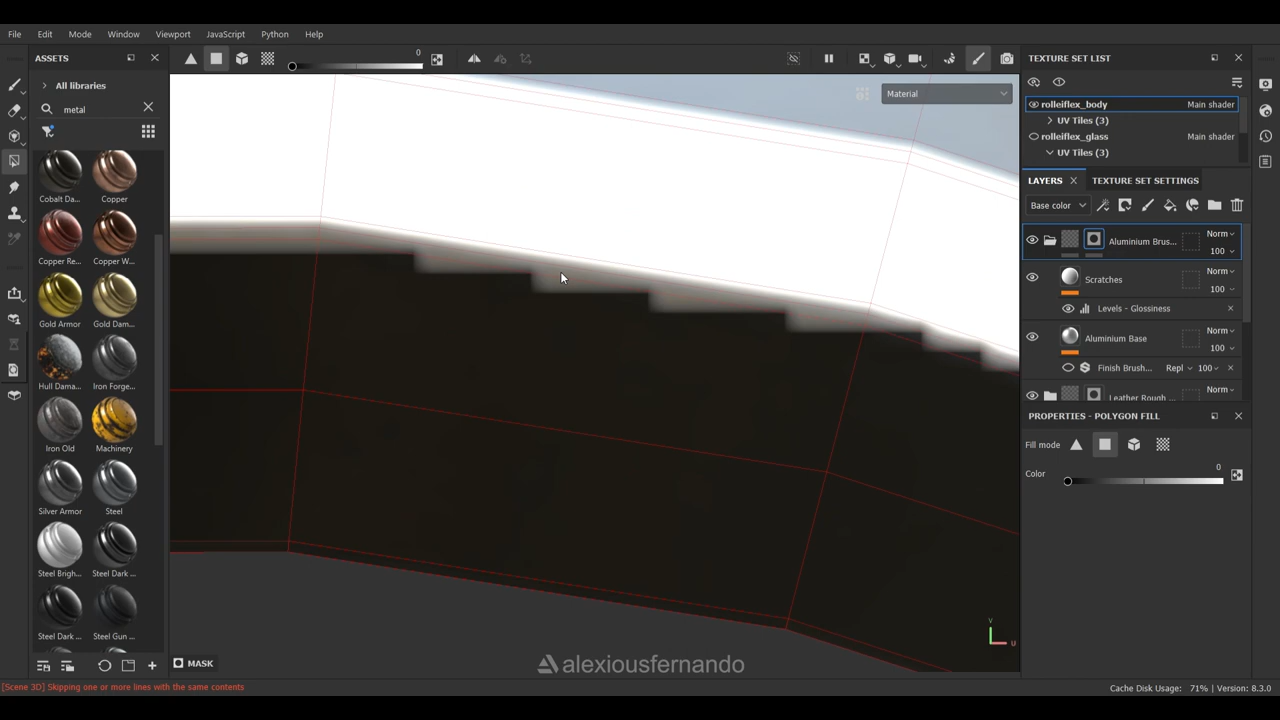 File Edit Mode Window Viewport JavaScript Python Help
ASSETS
All libraries
metal
Cobalt Da...
Copper
Copper Re...
Copper W...
Gold Armor
Gold Dam...
Hull Dama...
Iron Forge...
Iron Old
Machinery
Silver Armor
Steel
Steel Brigh...
Steel Dark ...
Steel Dark ...
Steel Gun ...
0
Material
Y
U
MASK
alexiousfernando
TEXTURE SET LIST
rolleiflex_body Main shader
UV Tiles (3)
rolleiflex_glass Main shader
UV Tiles (3)
LAYERS TEXTURE SET SETTINGS
Base color
Aluminium Brus... Norm 100
Scratches Norm 100
Levels - Glossiness
Aluminium Base Norm 100
Finish Brush... Repl 100
Leather Rough ... Norm
PROPERTIES - POLYGON FILL
Fill mode
Color 0
[Scene 3D] Skipping one or more lines with the same contents
Cache Disk Usage: 71% | Version: 8.3.0